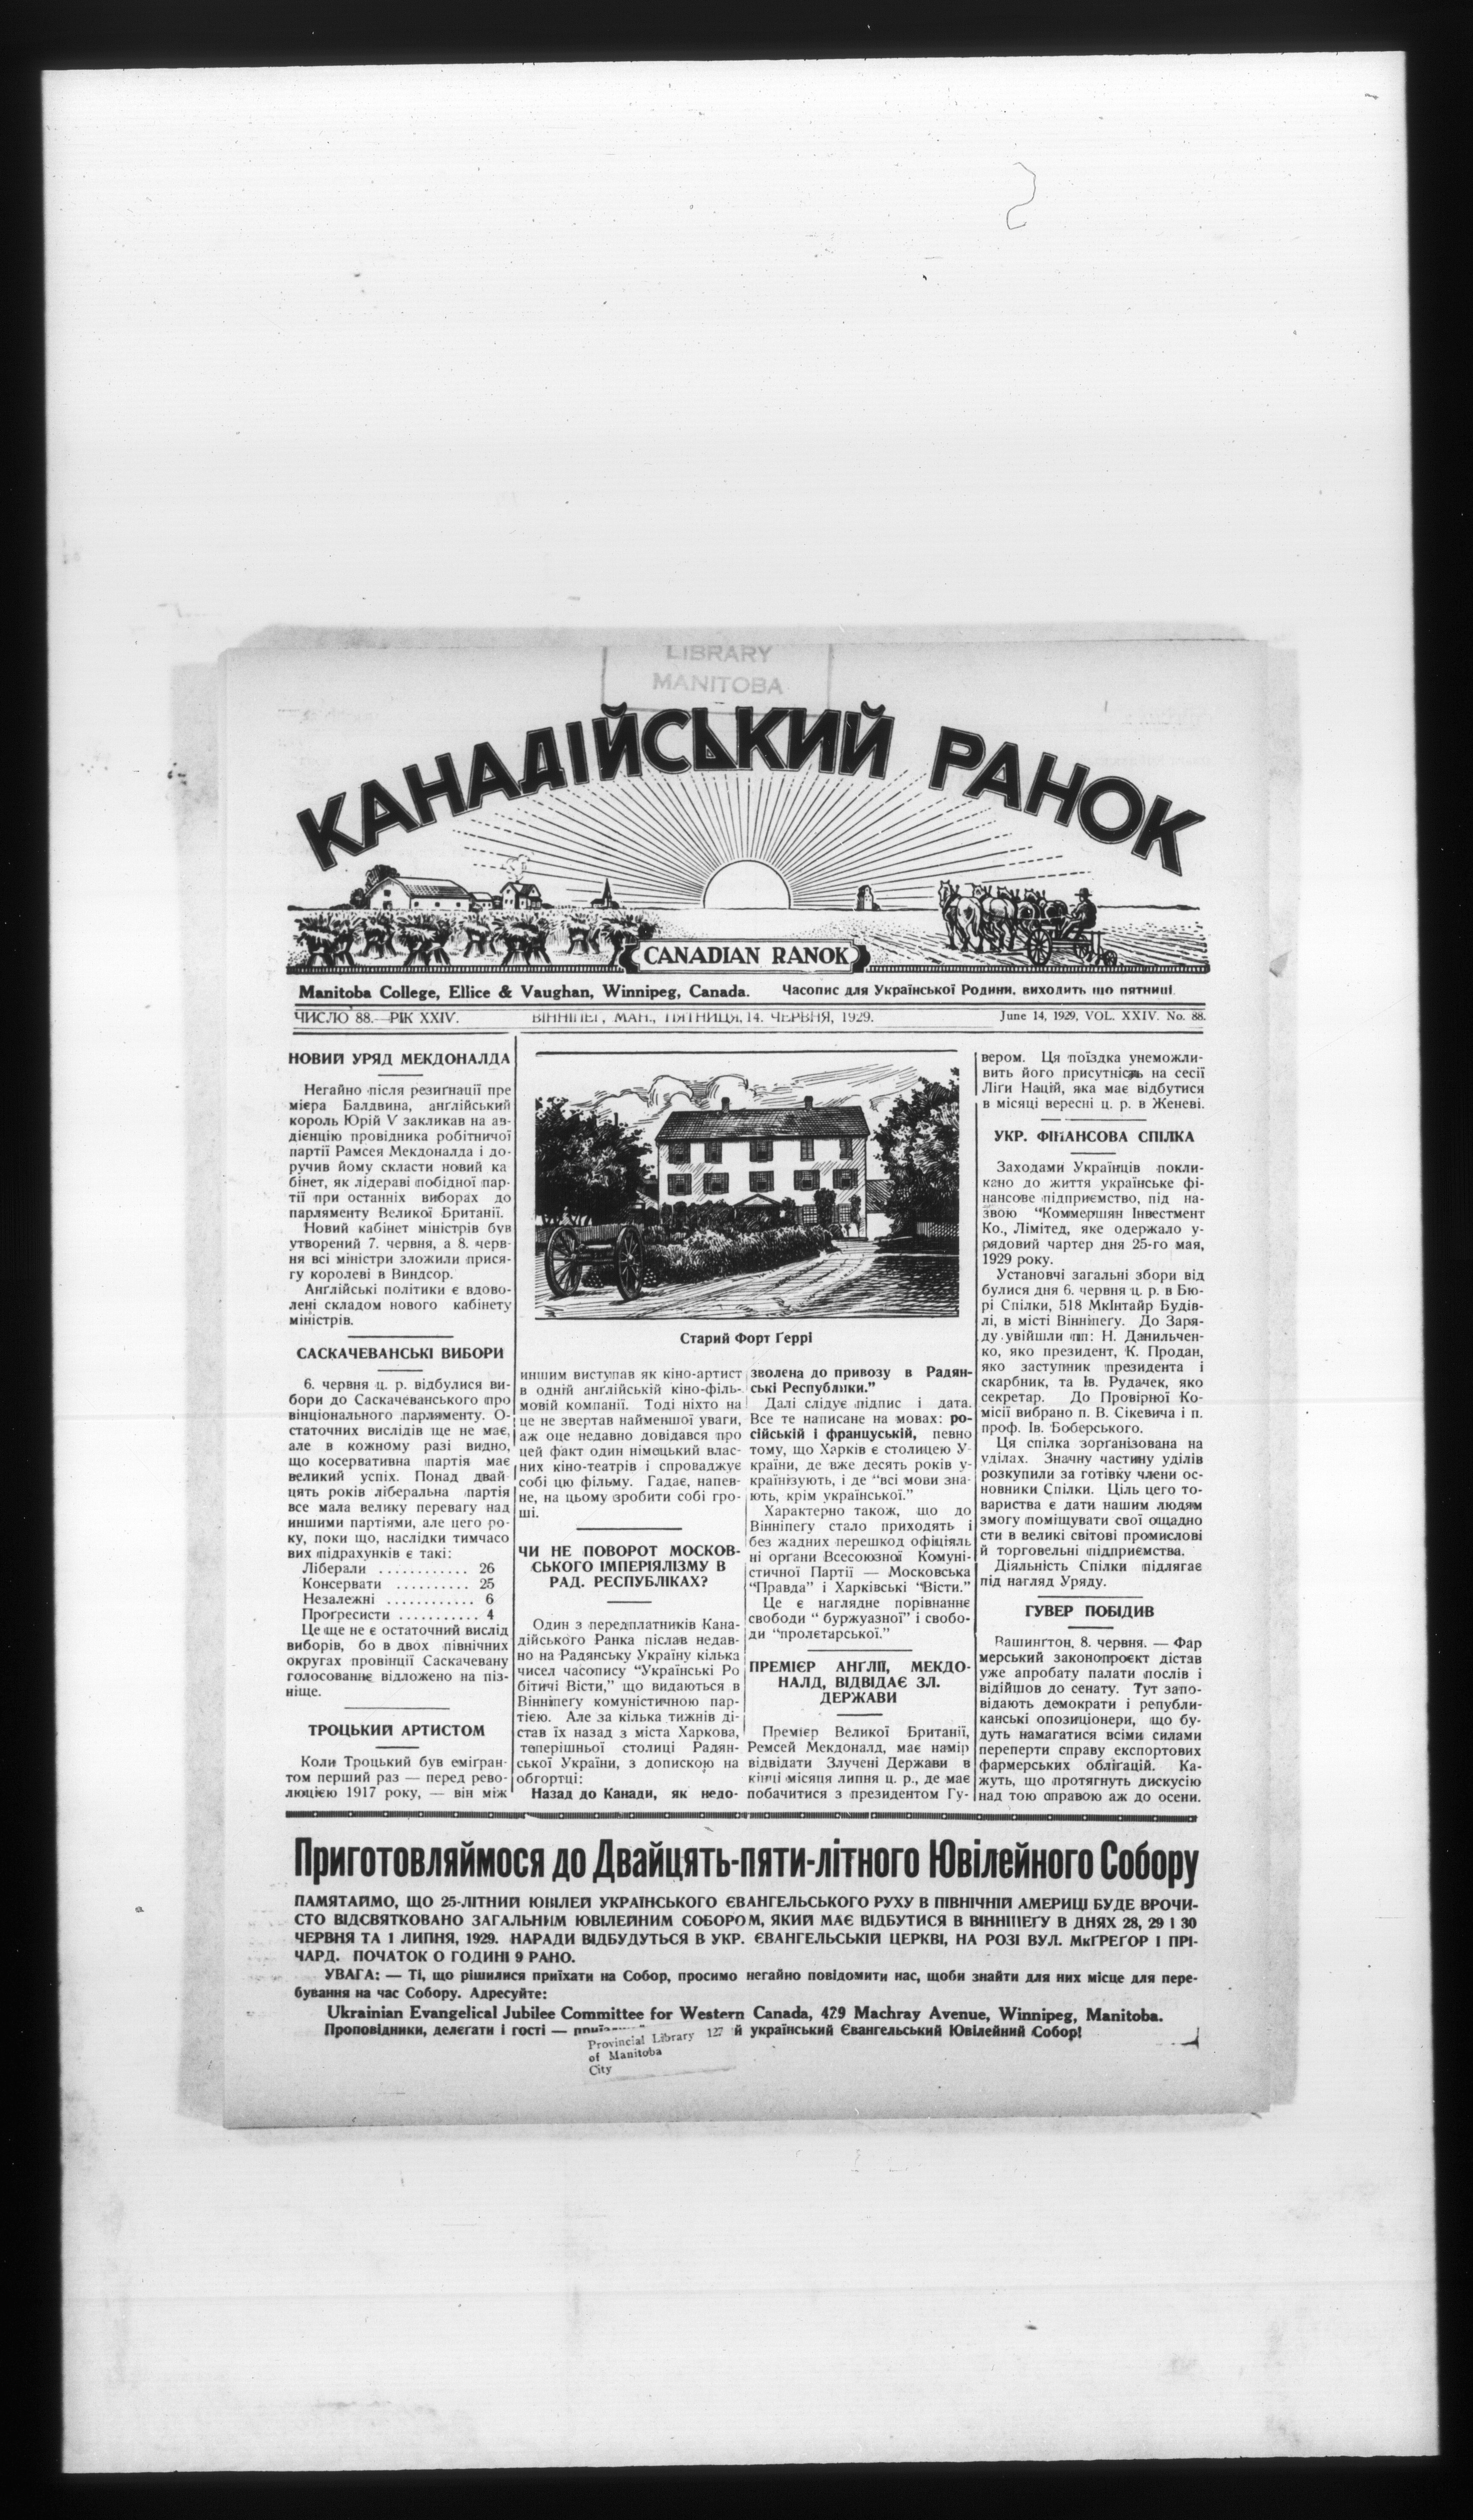 LIBRARY
MANITOBA
КАНАДІЙСЬКИЙ РАНОК
CANADIAN RANOK
Manitoba College, Ellice & Vaughan, Winnipeg, Canada. Часопис для Української Родини, виходить що пятниці
ЧИСЛО 88.—РІК XXIV. ВІННІПЕГ, МАН., ПЯТНИЦЯ, 14. ЧЕРВНЯ, 1929. June 14, 1929, VOL. XXIV. No. 88.
НОВИЙ УРЯД МЕКДОНАЛДА
Негайно після резиґнації пре
мієра Балдвина, анґлійський
король Юрій V закликав на ав-
дієнцію провідника робітничої
партії Рамсея Мекдоналда і до-
ручив йому скласти новий ка
бінет, як лідераві побідної пар-
тії при останніх виборах до
парляменту Великої Британії.
Новий кабінет міністрів був
утворений 7. червня, а 8. черв-
ня всі міністри зложили прися-
гу королеві в Виндсор.
Анґлійські політики є вдово-
лені складом нового кабінету
міністрів.
САСКАЧЕВАНСЬКІ ВИБОРИ
6. червня ц. р. відбулися ви-
бори до Саскачеванського про
вінціонального парляменту. О-
статочних вислідів ще не має,
але в кожному разі видно,
що косервативна партія має
великий успіх. Понад двай-
цять років ліберальна партія
все мала велику перевагу над
иншими партіями, але цего ро-
ку, поки що, наслідки тимчасо
вих підрахунків є такі:
Ліберали ............ 26
Консервати .......... 25
Незалежні ............ 6
Проґресисти ........... 4
Це ще не є остаточний вислід
виборів, бо в двох північних
округах провінції Саскачевану
голосованнє відложено на піз-
ніще.
ТРОЦЬКИЙ АРТИСТОМ
Коли Троцький був еміґран-
том перший раз — перед рево-
люцією 1917 року, — він між
Старий Форт Ґеррі
иншим виступав як кіно-артист
в одній анґлійській кіно-філь-
мовій компанії. Тоді ніхто на
це не звертав найменшої уваги,
аж оце недавно довідався про
цей факт один німецький влас-
них кіно-театрів і спроваджує
собі цю фільму. Гадає, напев-
не, на цьому зробити собі гро-
ші.
ЧИ НЕ ПОВОРОТ МОСКОВ-
СЬКОГО ІМПЕРІЯЛІЗМУ В
РАД. РЕСПУБЛІКАХ?
Один з передплатників Кана-
дійського Ранка післав недав-
но на Радянську Україну кілька
чисел часопису “Українські Ро
бітичі Вісти,” що видаються в
Вінніпегу комуністичною пар-
тією. Але за кілька тижнів ді-
став їх назад з міста Харкова,
теперішньої столиці Радян-
ської України, з допискою на
обгортці:
Назад до Канади, як недо-
зволена до привозу в Радян-
ські Республики.”
Далі слідує підпис і дата.
Все те написане на мовах: ро-
сійській і француській, певно
тому, що Харків є столицею У-
країни, де вже десять років у-
країнізують, і де “всі мови зна-
ють, крім української.”
Характерно також, що до
Вінніпегу стало приходять і
без жадних перешкод офіціяль
ні орґани Всесоюзної Комуні-
стичної Партії — Московська
“Правда” і Харківські “Вісти.”
Це є наглядне порівнаннє
свободи “ буржуазної” і свобо-
ди “пролєтарської.”
ПРЕМІЄР АНҐЛІЇ, МЕКДО-
НАЛД, ВІДВІДАЄ ЗЛ.
ДЕРЖАВИ
Премієр Великої Британії,
Ремсей Мекдоналд, має намір
відвідати Злучені Держави в
кінці місяця липня ц. р., де має
побачитися з президентом Гу-
вером. Ця поїздка унеможли-
вить його присутність на сесії
Ліґи Націй, яка має відбутися
в місяці вересні ц. р. в Женеві.
УКР. ФІНАНСОВА СПІЛКА
Заходами Українців покли-
кано до життя українське фі-
нансове підприємство, під на-
звою “Коммершян Інвестмент
Ко., Лімітед, яке одержало у-
рядовий чартер дня 25-го мая,
1929 року.
Установчі загальні збори від
булися дня 6. червня ц. р. в Бю-
рі Спілки, 518 МкІнтайр Будів-
лі, в місті Вінніпеґу. До Заря-
ду увійшли пп: Н. Данильчен-
ко, яко президент, К. Продан,
яко заступник президента і
скарбник, та Ів. Рудачек, яко
секретар. До Провірної Ко-
місії вибрано п. В. Сікевича і п.
проф. Ів. Боберського.
Ця спілка зорґанізована на
уділах. Значну частину уділів
розкупили за готівку члени ос-
новники Спілки. Ціль цего то-
вариства є дати нашим людям
змогу поміщувати свої ощадно
сти в великі світові промислові
й торговельні підприємства.
Діяльність Спілки підлягає
під нагляд Уряду.
ГУВЕР ПОБІДИВ
Вашинґтон, 8. червня. — Фар
мерський законопроєкт дістав
уже апробату палати послів і
відійшов до сенату. Тут запо-
відають демократи і републи-
канські опозиціонери, що бу-
дуть намагатися всіми силами
переперти справу експортових
фармерських обліґацій. Ка-
жуть, що протягнуть дискусію
над тою справою аж до осени.
Приготовляймося до Двайцять-пяти-літного Ювілейного Собору
ПАМЯТАЙМО, ЩО 25-ЛІТНИЙ ЮВІЛЕЙ УКРАЇНСЬКОГО ЄВАНГЕЛЬСЬКОГО РУХУ В ПІВНІЧНІЙ АМЕРИЦІ БУДЕ ВРОЧИ-
СТО ВІДСВЯТКОВАНО ЗАГАЛЬНИМ ЮВІЛЕЙНИМ СОБОРОМ, ЯКИЙ МАЄ ВІДБУТИСЯ В ВІННІПЕҐУ В ДНЯХ 28, 29 І 30
ЧЕРВНЯ ТА 1 ЛИПНЯ, 1929. НАРАДИ ВІДБУДУТЬСЯ В УКР. ЄВАНГЕЛЬСЬКІЙ ЦЕРКВІ, НА РОЗІ ВУЛ. МкҐРЕҐОР І ПРІ-
ЧАРД. ПОЧАТОК О ГОДИНІ 9 РАНО.
УВАГА: — Ті, що рішилися приїхати на Собор, просимо негайно повідомити нас, щоби знайти для них місце для пере-
бування на час Собору. Адресуйте:
Ukrainian Evangelical Jubilee Committee for Western Canada, 429 Machray Avenue, Winnipeg, Manitoba.
Проповідники, делєґати і гості — й український Євангельський Ювілейний Собор!
Provincial Library 127
of Manitoba
City